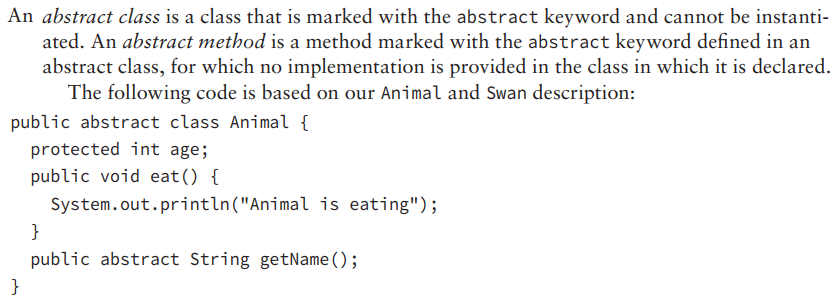 An abstract class is a class that is marked with the abstract keyword and cannot be instanti-
ated. An abstract method is a method marked with the abstract keyword defined in an
abstract class, for which no implementation is provided in the class in which it is declared.
The following code is based on our Animal and Swan description:
public abstract class Animal {
  protected int age;
  public void eat() {
    System.out.println("Animal is eating");
  }
  public abstract String getName();
}